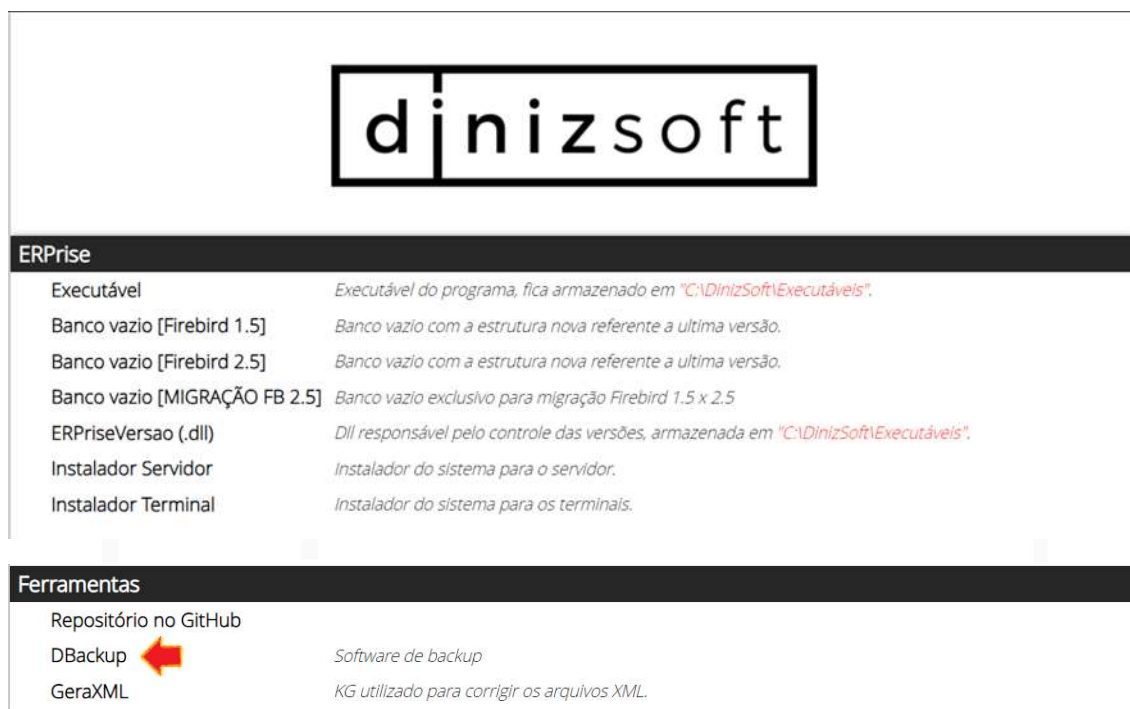 dinizsoft
ERPrise
Executável Executável do programa, fica armazenado em "C:\DinizSoft\Executáveis".
Banco vazio [Firebird 1.5] Banco vazio com a estrutura nova referente a ultima versão.
Banco vazio [Firebird 2.5] Banco vazio com a estrutura nova referente a ultima versão.
Banco vazio [MIGRAÇÃO FB 2.5] Banco vazio exclusivo para migração Firebird 1.5 x 2.5
ERPriseVersao (.dll) Dll responsável pelo controle das versões, armazenada em "C:\DinizSoft\Executáveis".
Instalador Servidor Instalador do sistema para o servidor.
Instalador Terminal Instalador do sistema para os terminais.
Ferramentas
Repositório no GitHub
DBackup Software de backup
GeraXML KG utilizado para corrigir os arquivos XML.